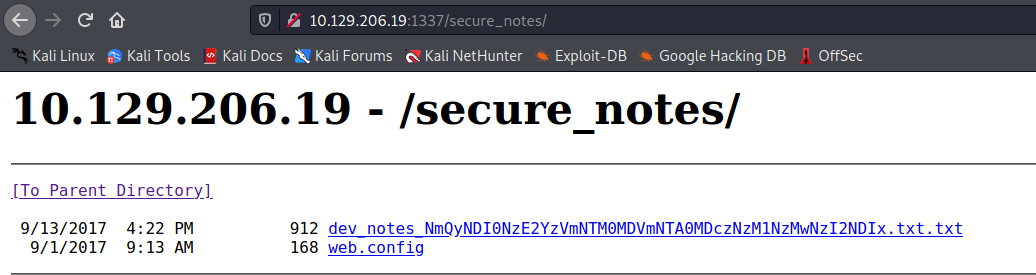 10.129.206.19:1337/secure_notes/
Kali Linux Kali Tools Kali Docs Kali Forums Kali NetHunter Exploit-DB Google Hacking DB OffSec
10.129.206.19 - /secure_notes/
[To Parent Directory]
9/13/2017 4:22 PM 912 dev_notes_NmQyNDI0NzE2YzVmNTM0MDVmNTA0MDczNzM1NzMwNzI2NDIx.txt.txt
9/1/2017 9:13 AM 168 web.config